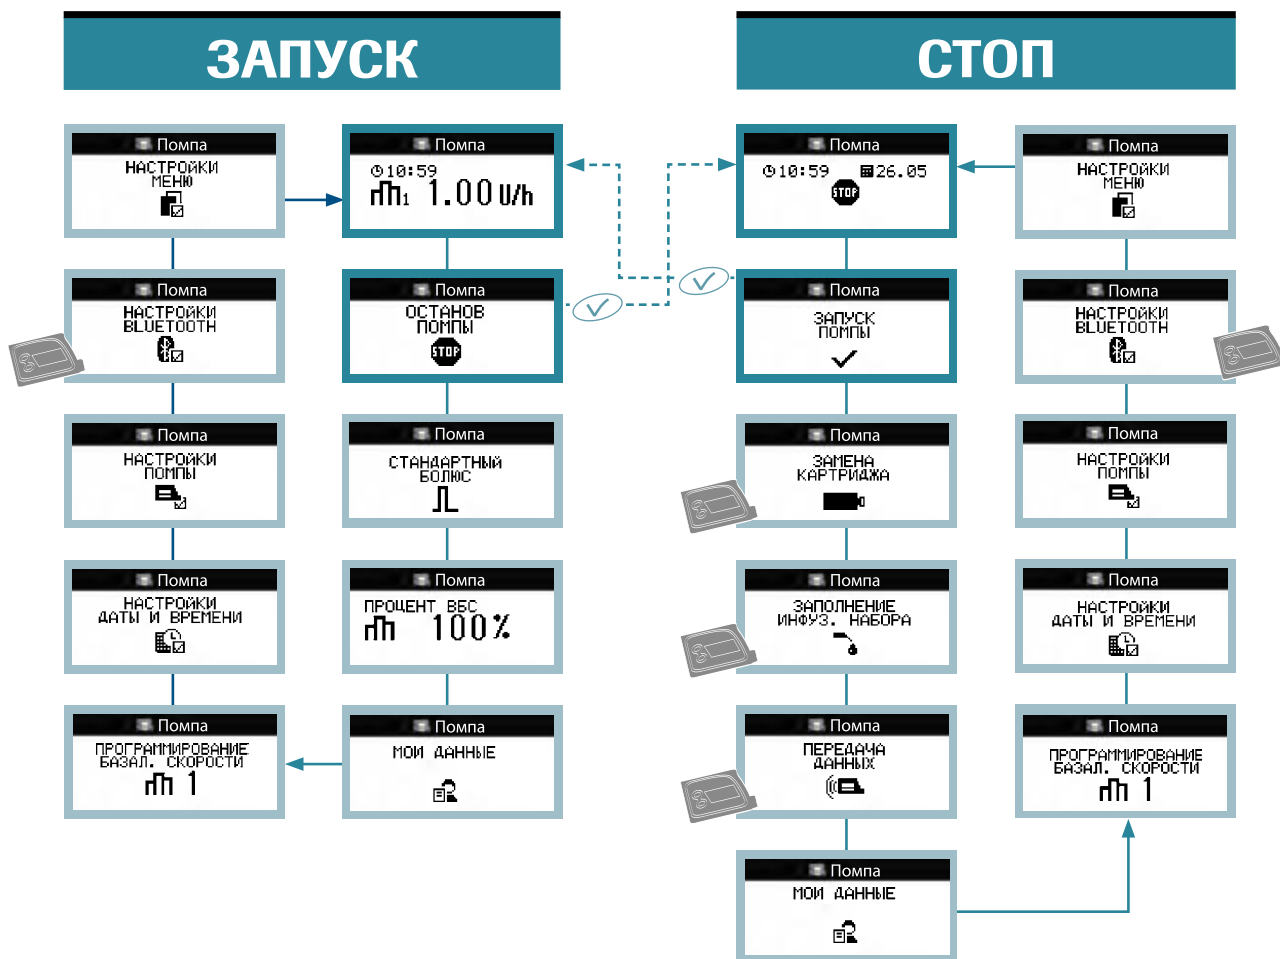 ЗАПУСК
СТОП
Помпа
НАСТРОЙКИ
МЕНЮ
Помпа
10:59
1 1.00 U/h
Помпа
10:59 26.05
STOP
Помпа
НАСТРОЙКИ
МЕНЮ
Помпа
НАСТРОЙКИ
BLUETOOTH
Помпа
ОСТАНОВ
ПОМПЫ
STOP
Помпа
ЗАПУСК
ПОМПЫ
Помпа
НАСТРОЙКИ
BLUETOOTH
Помпа
НАСТРОЙКИ
ПОМПЫ
Помпа
СТАНДАРТНЫЙ
БОЛЮС
Помпа
ЗАМЕНА
КАРТРИДЖА
Помпа
НАСТРОЙКИ
ПОМПЫ
Помпа
НАСТРОЙКИ
ДАТЫ И ВРЕМЕНИ
Помпа
ПРОЦЕНТ ВБС
100%
Помпа
ЗАПОЛНЕНИЕ
ИНФУЗ. НАБОРА
Помпа
НАСТРОЙКИ
ДАТЫ И ВРЕМЕНИ
Помпа
ПРОГРАММИРОВАНИЕ
БАЗАЛ. СКОРОСТИ
1
Помпа
МОИ ДАННЫЕ
Помпа
ПЕРЕДАЧА
ДАННЫХ
Помпа
ПРОГРАММИРОВАНИЕ
БАЗАЛ. СКОРОСТИ
1
Помпа
МОИ ДАННЫЕ